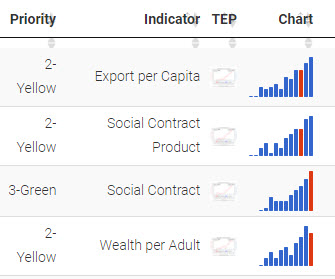 Priority Indicator TEP Chart
2-
Yellow
Export per Capita
2-
Yellow
Social Contract
Product
3-Green Social Contract
2-
Yellow
Wealth per Adult